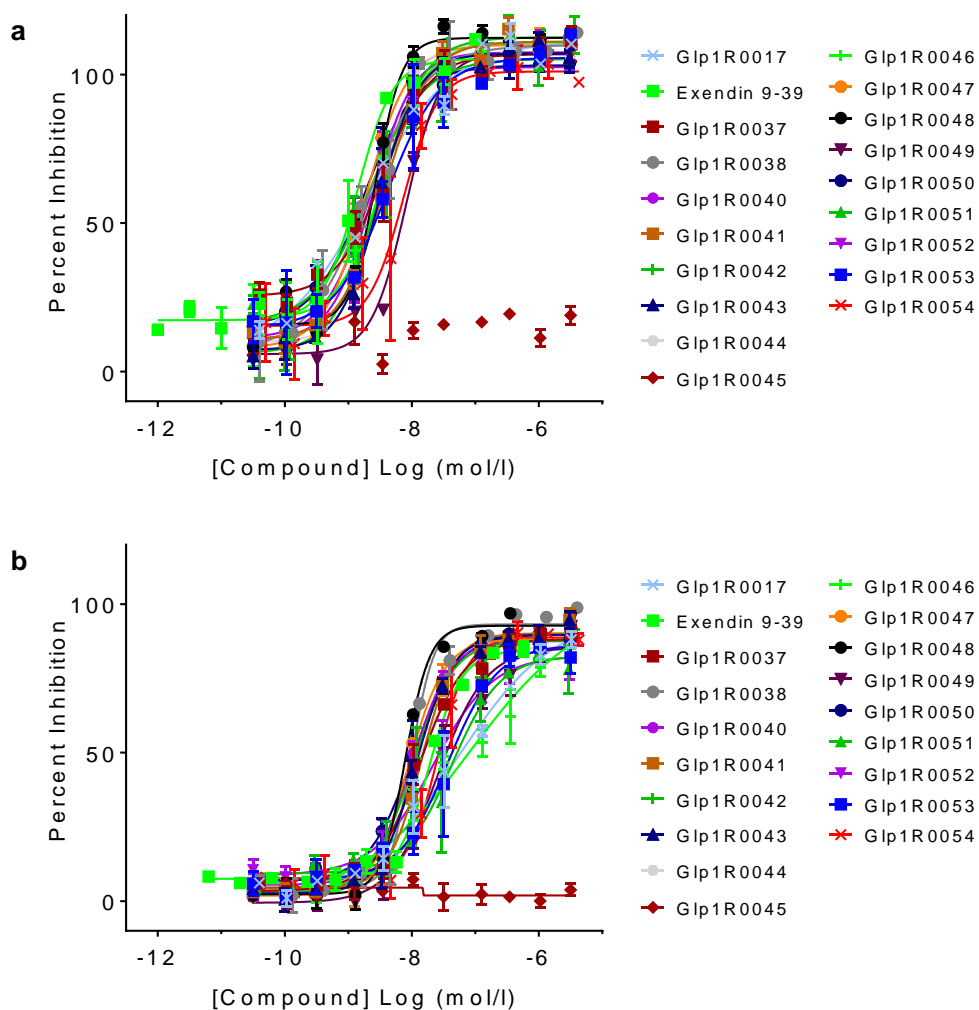 a
100
50
0
Percent Inhibition
-12 -10 -8 -6
[Compound] Log (mol/l)
Glp1R0017
Exendin 9-39
Glp1R0037
Glp1R0038
Glp1R0040
Glp1R0041
Glp1R0042
Glp1R0043
Glp1R0044
Glp1R0045
Glp1R0046
Glp1R0047
Glp1R0048
Glp1R0049
Glp1R0050
Glp1R0051
Glp1R0052
Glp1R0053
Glp1R0054
b
100
50
0
Percent Inhibition
-12 -10 -8 -6
[Compound] Log (mol/l)
Glp1R0017
Exendin 9-39
Glp1R0037
Glp1R0038
Glp1R0040
Glp1R0041
Glp1R0042
Glp1R0043
Glp1R0044
Glp1R0045
Glp1R0046
Glp1R0047
Glp1R0048
Glp1R0049
Glp1R0050
Glp1R0051
Glp1R0052
Glp1R0053
Glp1R0054